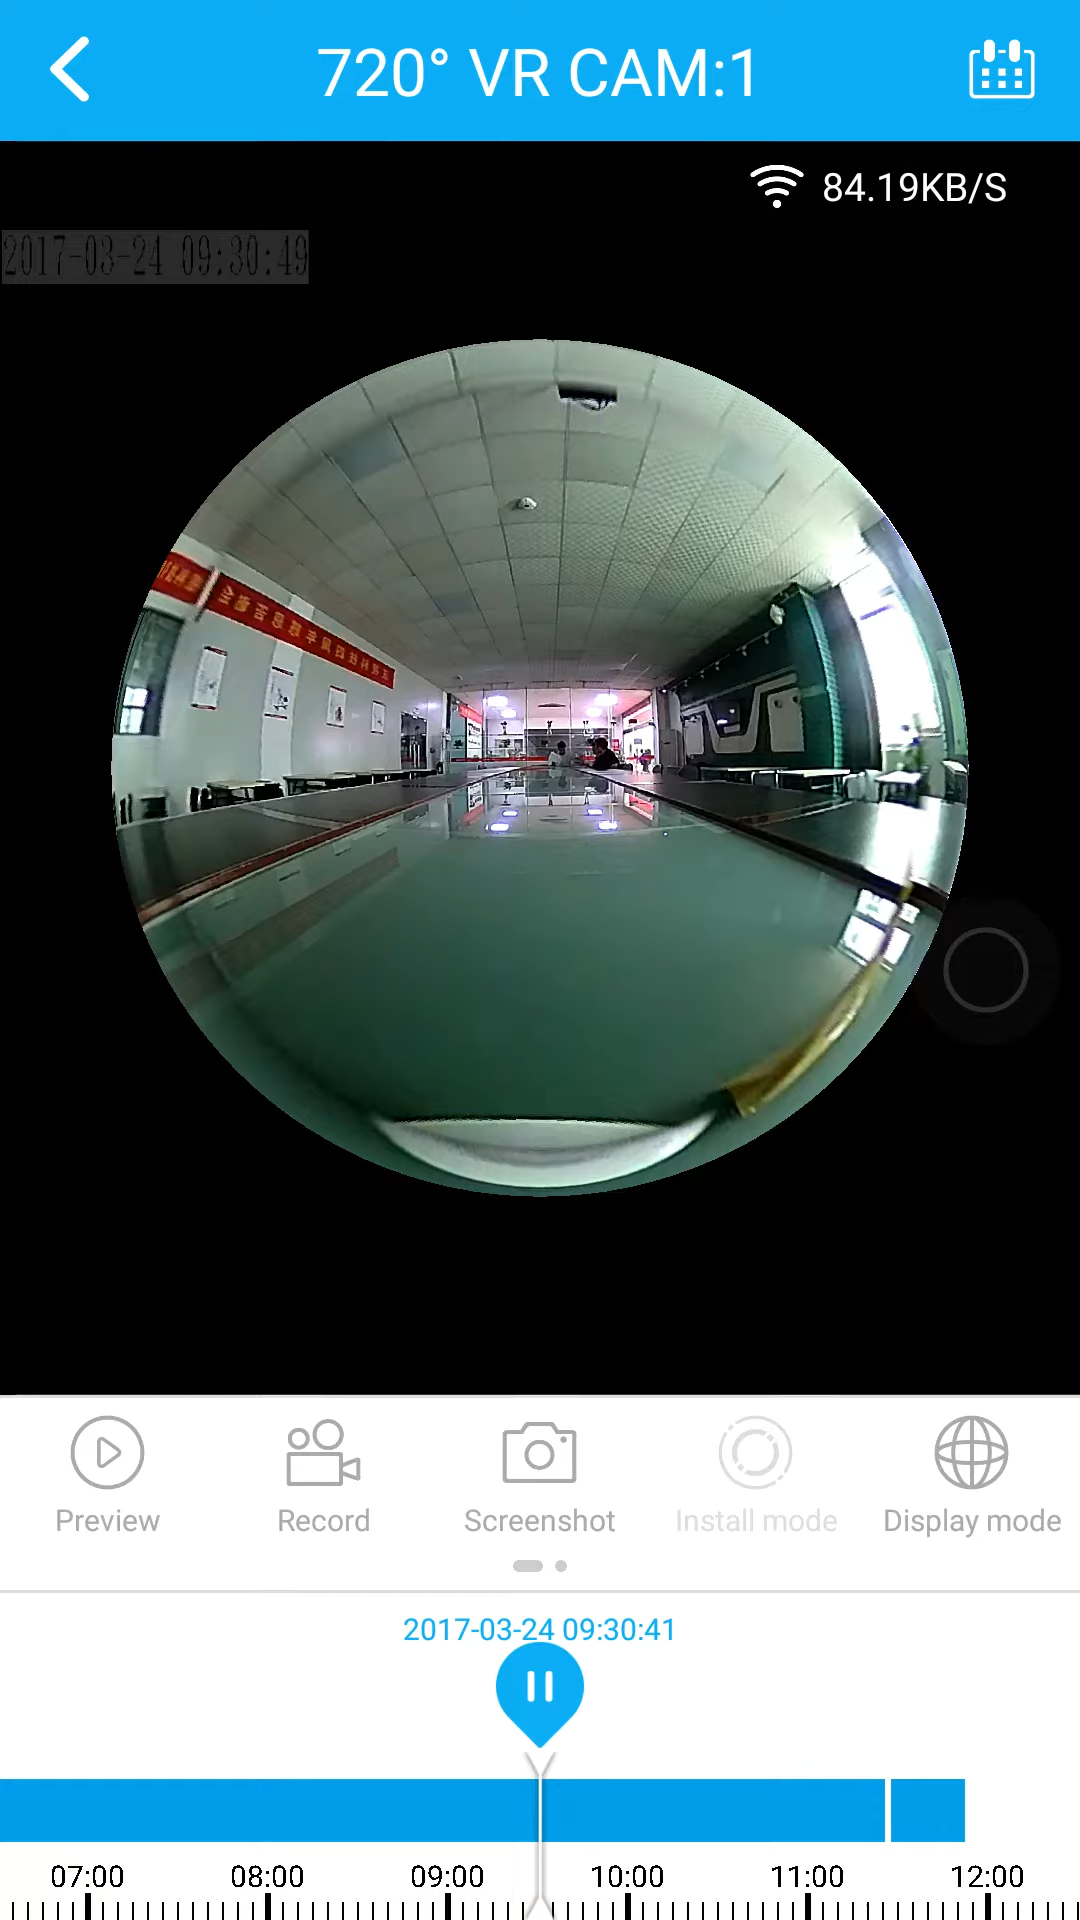 720° VR CAM:1
84.19KB/S
2017-03-24 09:30:49
Preview
Record
Screenshot
Install mode
Display mode
2017-03-24 09:30:41
07:00
08:00
09:00
10:00
11:00
12:00